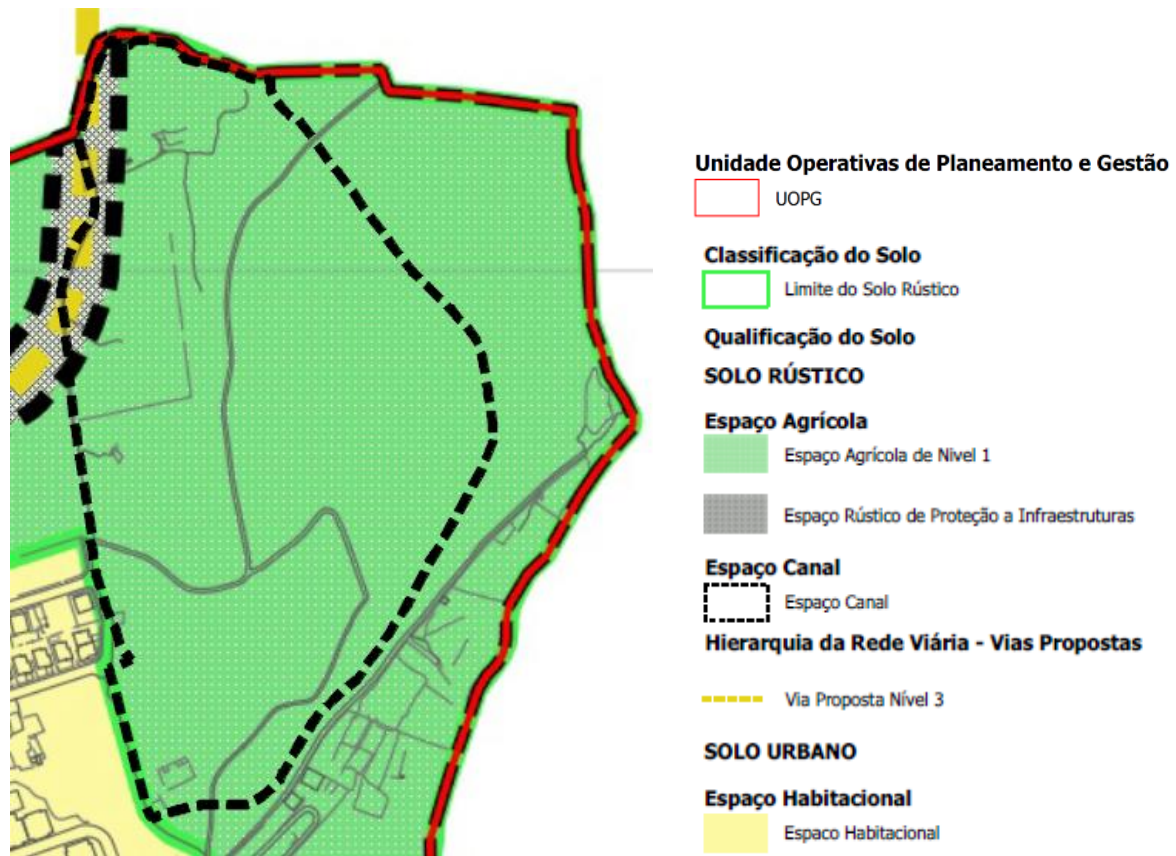 Unidade Operativas de Planeamento e Gestão
UOPG
Classificação do Solo
Limite do Solo Rústico
Qualificação do Solo
SOLO RÚSTICO
Espaço Agrícola
Espaço Agrícola de Nivel 1
Espaço Rústico de Proteção a Infraestruturas
Espaço Canal
Espaço Canal
Hierarquia da Rede Viária - Vias Propostas
Via Proposta Nível 3
SOLO URBANO
Espaço Habitacional
Espaco Habitacional